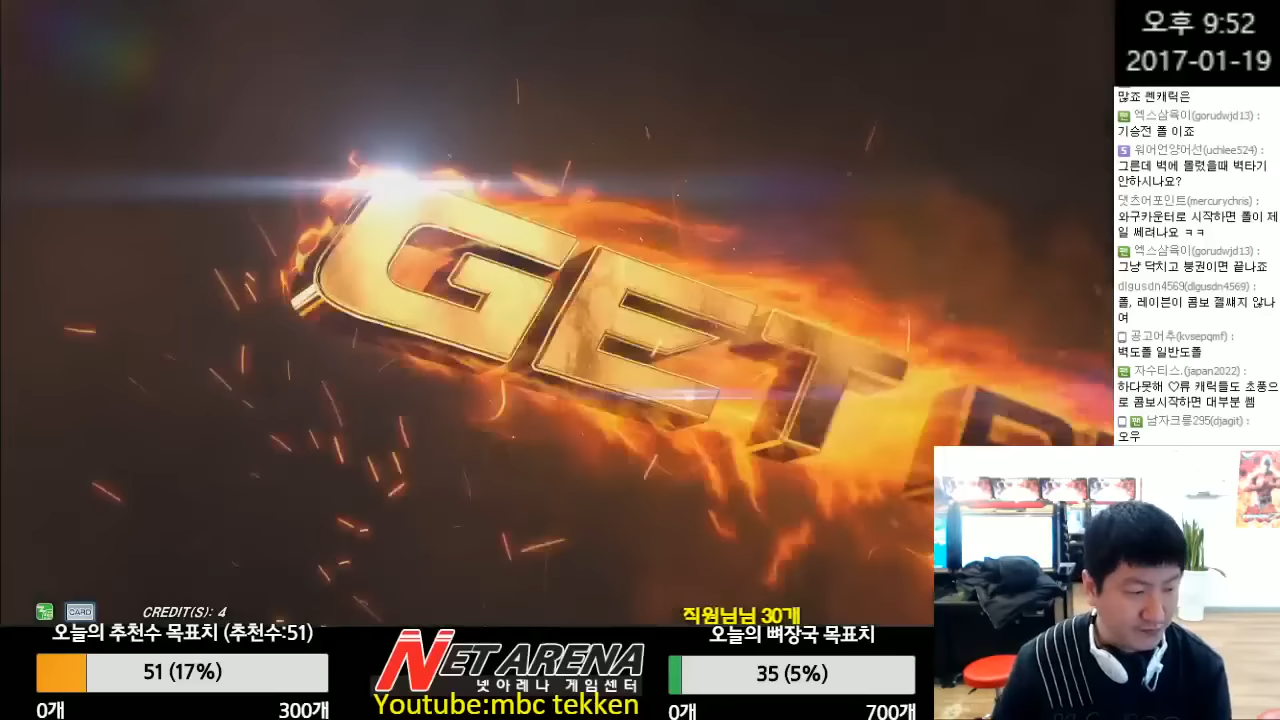 오후 9:52
2017-01-19
많죠 펜캐릭은
팬 엑스삼육이(gorudwjd13) :
기승전 폴 이죠
S 워어언양어선(uchlee524) :
그른데 벽에 몰렸을때 벽타기
안하시나요?
댓츠어포인트(mercurychris) :
와구카운터로 시작하면 폴이 제
일 쎄려나요 ㅋㅋ
팬 엑스삼육이(gorudwjd13) :
그냥 닥치고 붕권이면 끝나죠
dlgusdn4569(dlgusdn4569) :
폴, 레이븐이 콤보 젤쌔지 않나
여
공고어추(kvsepqmf) :
벽도폴 일반도폴
팬 자수티스.(japan2022) :
하다못해 ♡류 캐릭들도 초풍으
로 콤보시작하면 대부분 쎔
팬 남자크릏295(djagit) :
오우
GET
CARD
CREDIT(S): 4
직원님님 30개
오늘의 추천수 목표치 (추천수:51)
51 (17%)
0개 300개
NET ARENA
넷아레나 게임센터
Youtube:mbc tekken
오늘의 뼈장국 목표치
35 (5%)
0개 700개